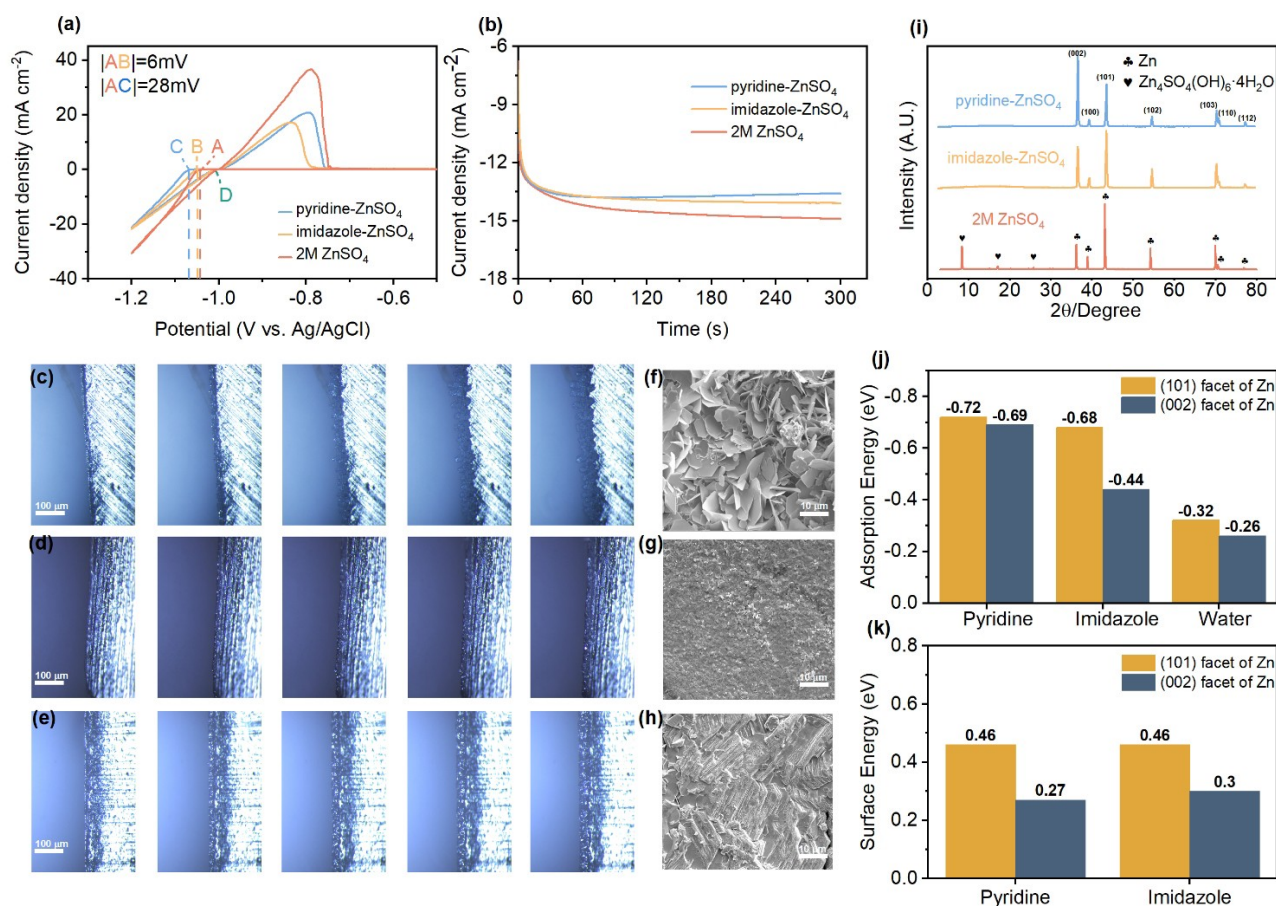 (a)
|AB|=6mV
|AC|=28mV
C B A
D
pyridine-ZnSO₄
imidazole-ZnSO₄
2M ZnSO₄
40
20
0
-20
-40
-1.2 -1.0 -0.8 -0.6
Current density (mA cm⁻²)
Potential (V vs. Ag/AgCl)
(b)
-6
-9
-12
-15
-18
0 60 120 180 240 300
pyridine-ZnSO₄
imidazole-ZnSO₄
2M ZnSO₄
Current density (mA cm⁻²)
Time (s)
(i)
(002) (100) (101) (102) (103) (110) (112)
♣ Zn
♥ Zn₄SO₄(OH)₆·4H₂O
pyridine-ZnSO₄
imidazole-ZnSO₄
2M ZnSO₄
Intensity (A.U.)
0 10 20 30 40 50 60 70 80
2θ/Degree
(c)
100 μm
(d)
100 μm
(e)
100 μm
(f)
10 μm
(g)
10 μm
(h)
10 μm
(j)
(101) facet of Zn
(002) facet of Zn
-0.8
-0.6
-0.4
-0.2
0.0
-0.72 -0.69 -0.68 -0.44 -0.32 -0.26
Adsorption Energy (eV)
Pyridine Imidazole Water
(k)
(101) facet of Zn
(002) facet of Zn
0.8
0.6
0.4
0.2
0.0
0.46 0.27 0.46 0.3
Surface Energy (eV)
Pyridine Imidazole